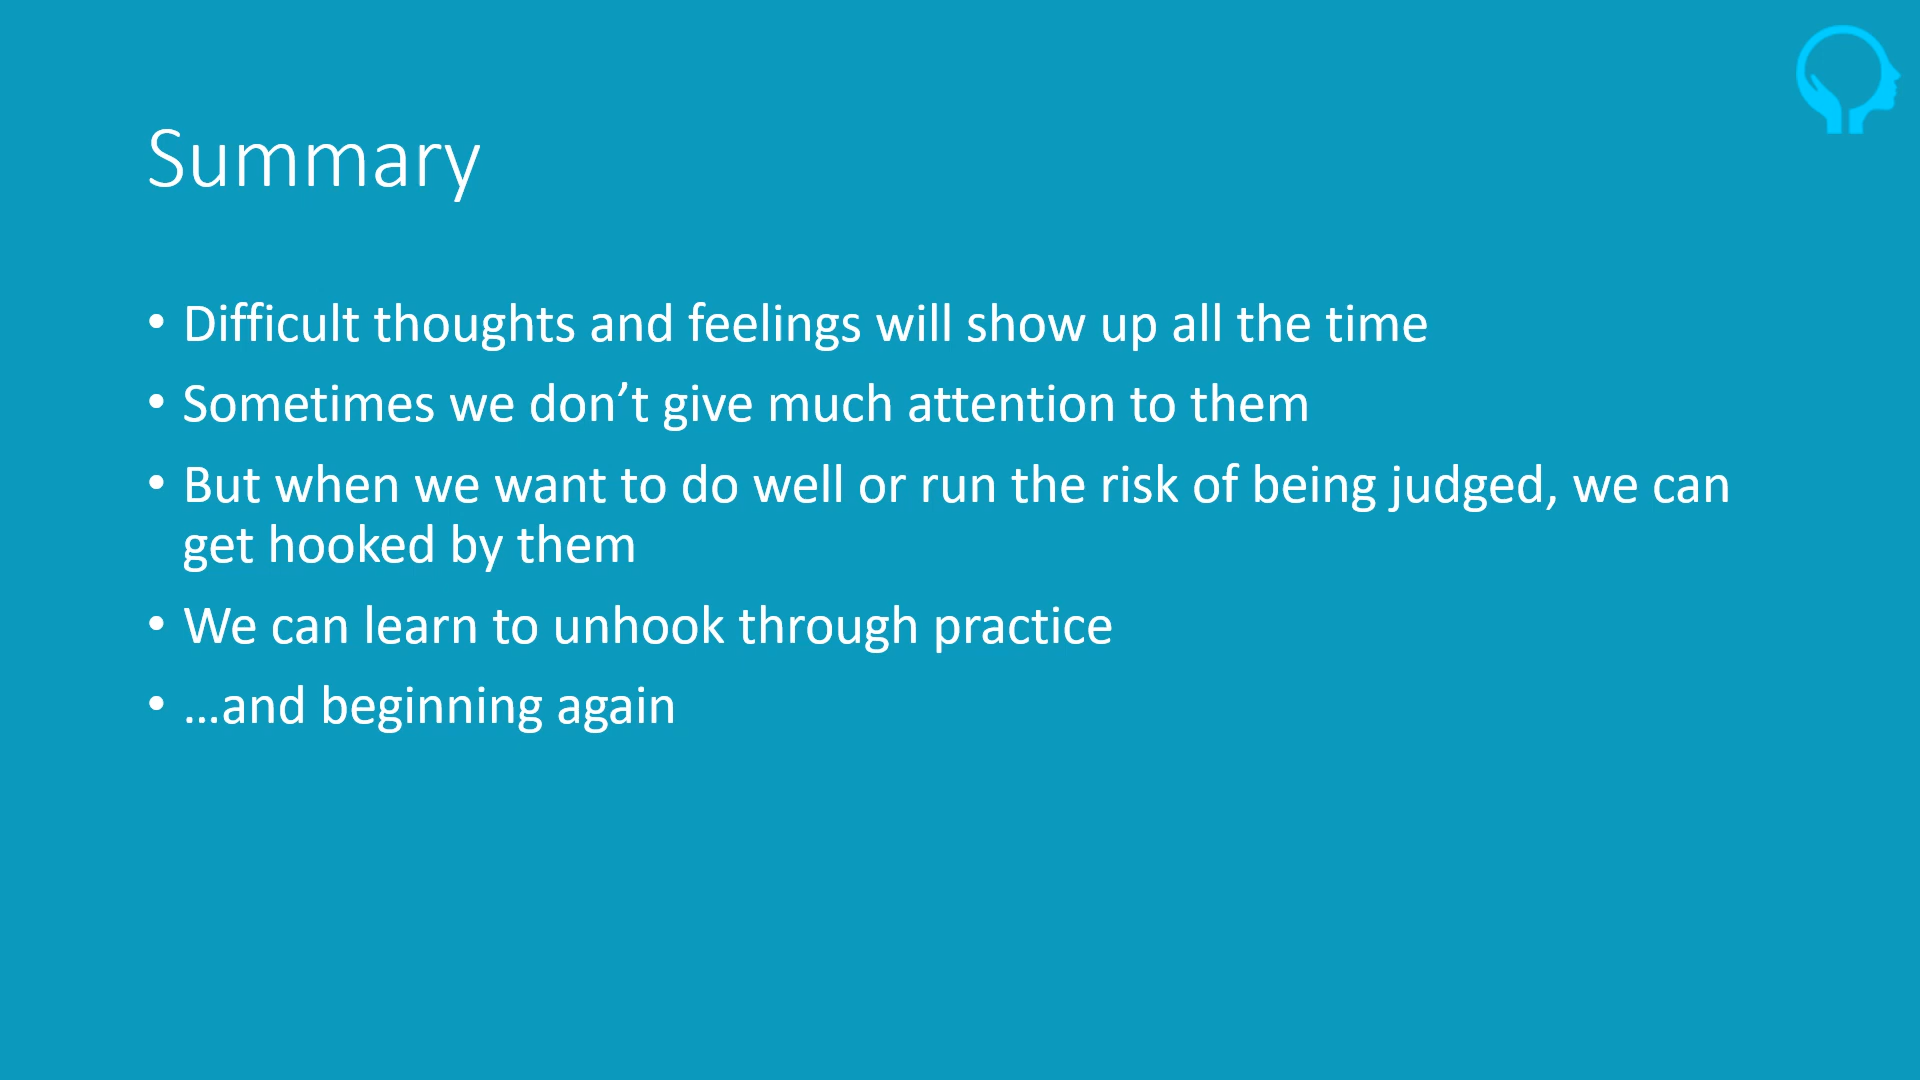 Summary
• Difficult thoughts and feelings will show up all the time
• Sometimes we don’t give much attention to them
• But when we want to do well or run the risk of being judged, we can
get hooked by them
• We can learn to unhook through practice
• …and beginning again